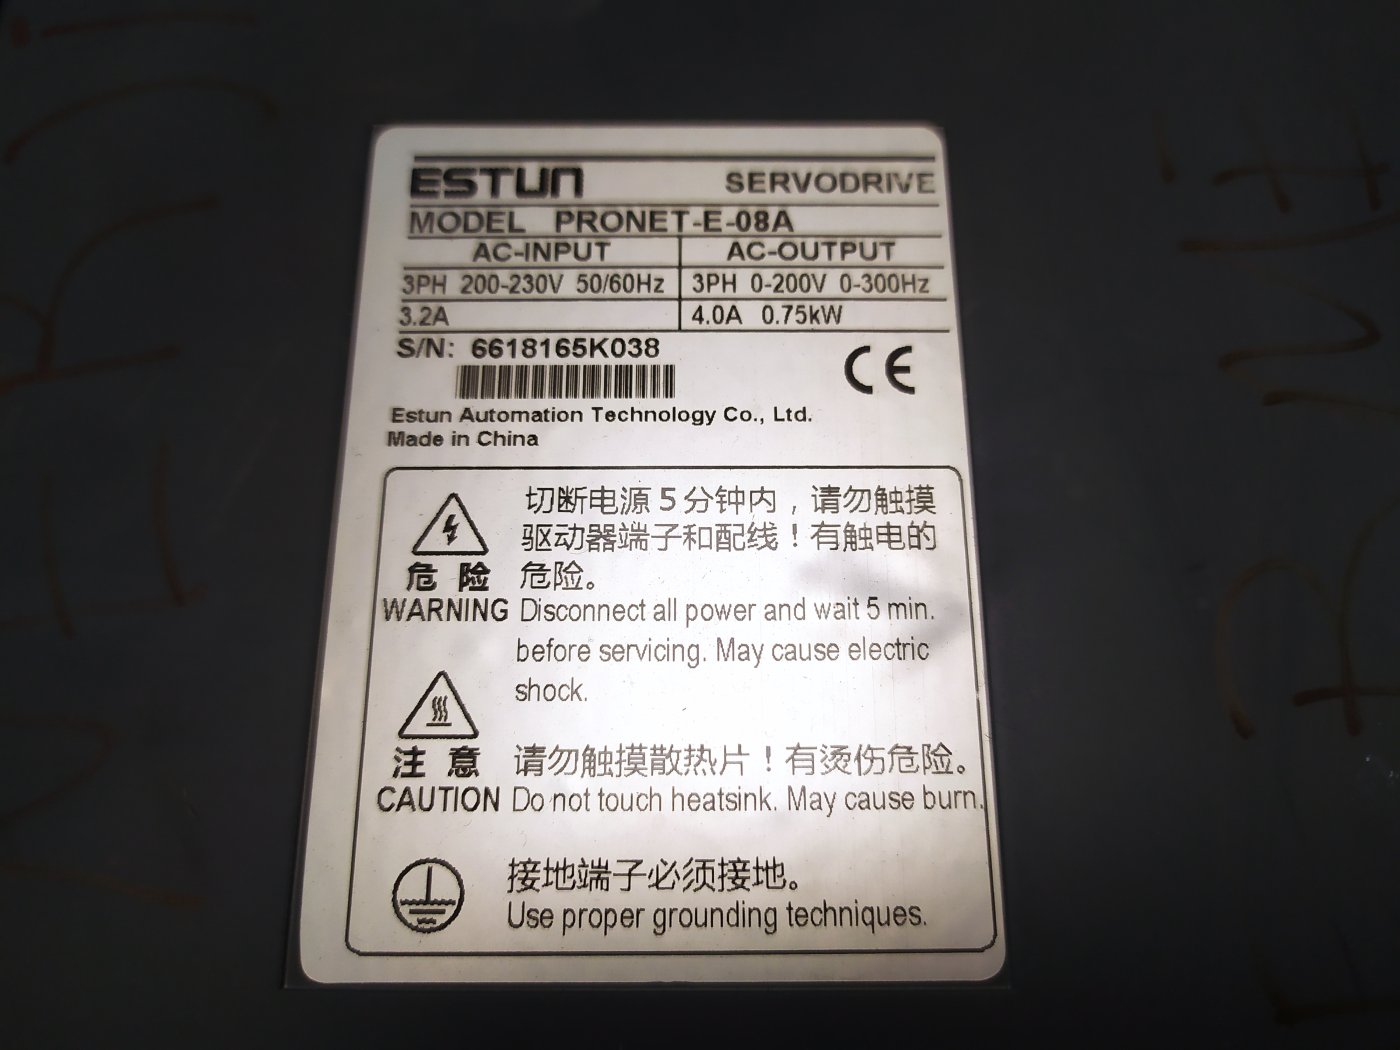 ESTUN SERVODRIVE
MODEL PRONET-E-08A
AC-INPUT AC-OUTPUT
3PH 200-230V 50/60Hz 3PH 0-200V 0-300Hz
3.2A 4.0A 0.75kW
S/N: 6618165K038
CE
Estun Automation Technology Co., Ltd.
Made in China
切断电源5分钟内，请勿触摸
驱动器端子和配线！有触电的
危险 危险。
WARNING Disconnect all power and wait 5 min.
before servicing. May cause electric
shock.
注意 请勿触摸散热片！有烫伤危险。
CAUTION Do not touch heatsink. May cause burn.
接地端子必须接地。
Use proper grounding techniques.